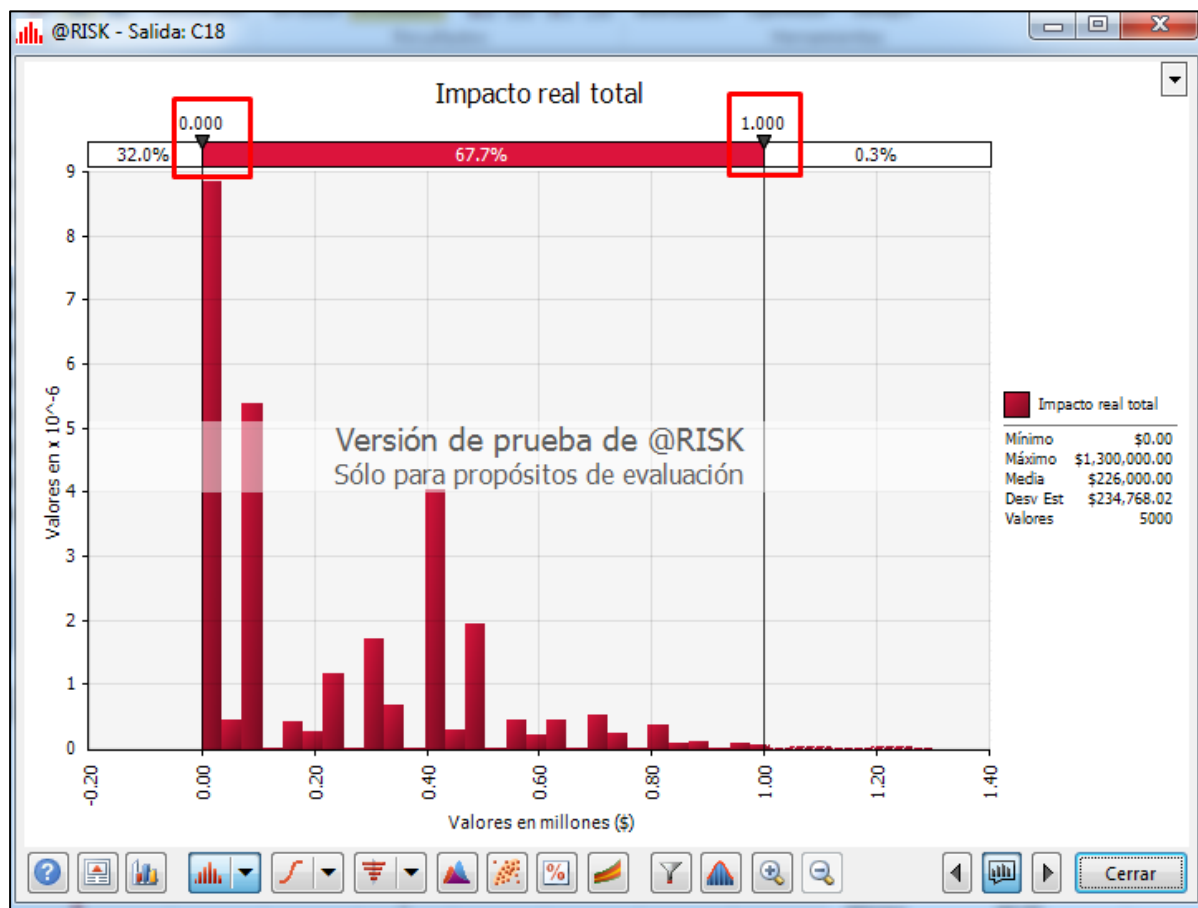 @RISK - Salida: C18
Impacto real total
0.000
1.000
32.0%
67.7%
0.3%
9
8
7
6
5
4
3
2
1
0
Valores en x 10^-6
Versión de prueba de @RISK
Sólo para propósitos de evaluación
-0.20
0.00
0.20
0.40
0.60
0.80
1.00
1.20
1.40
Valores en millones ($)
Impacto real total
Mínimo $0.00
Máximo $1,300,000.00
Media $226,000.00
Desv Est $234,768.02
Valores 5000
Cerrar